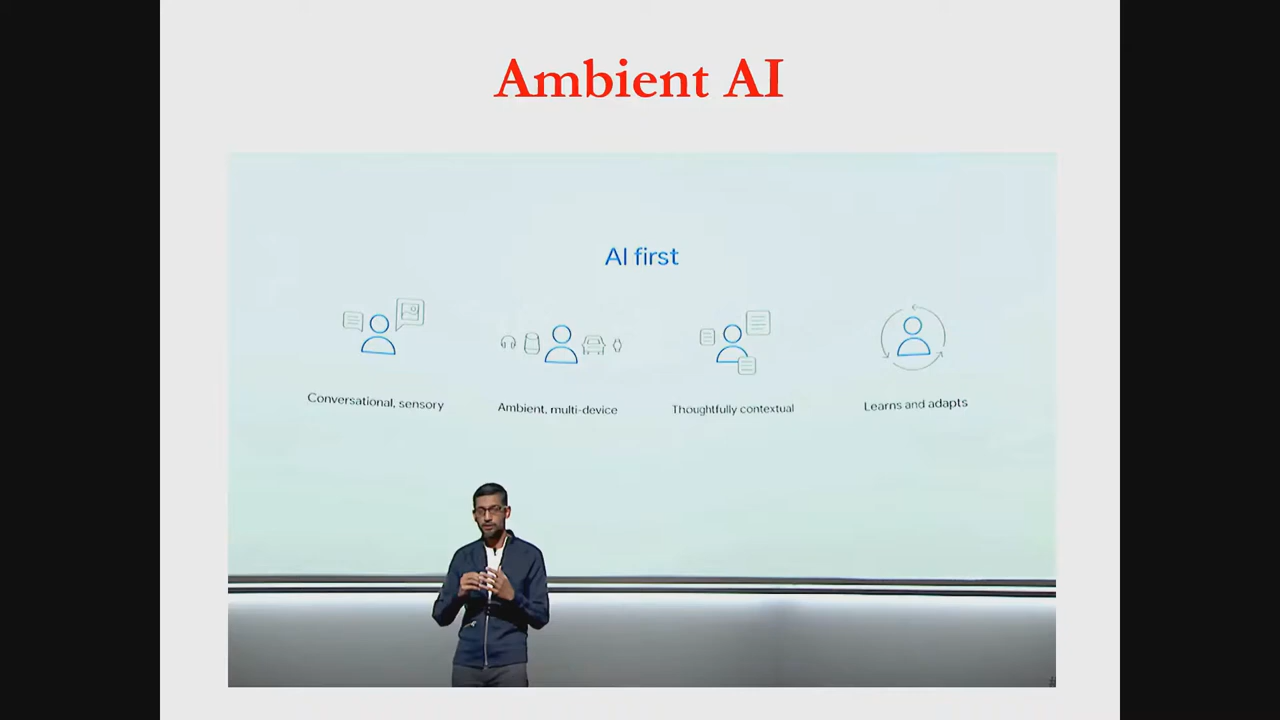 Ambient AI
AI first
Conversational, sensory
Ambient, multi-device
Thoughtfully contextual
Learns and adapts